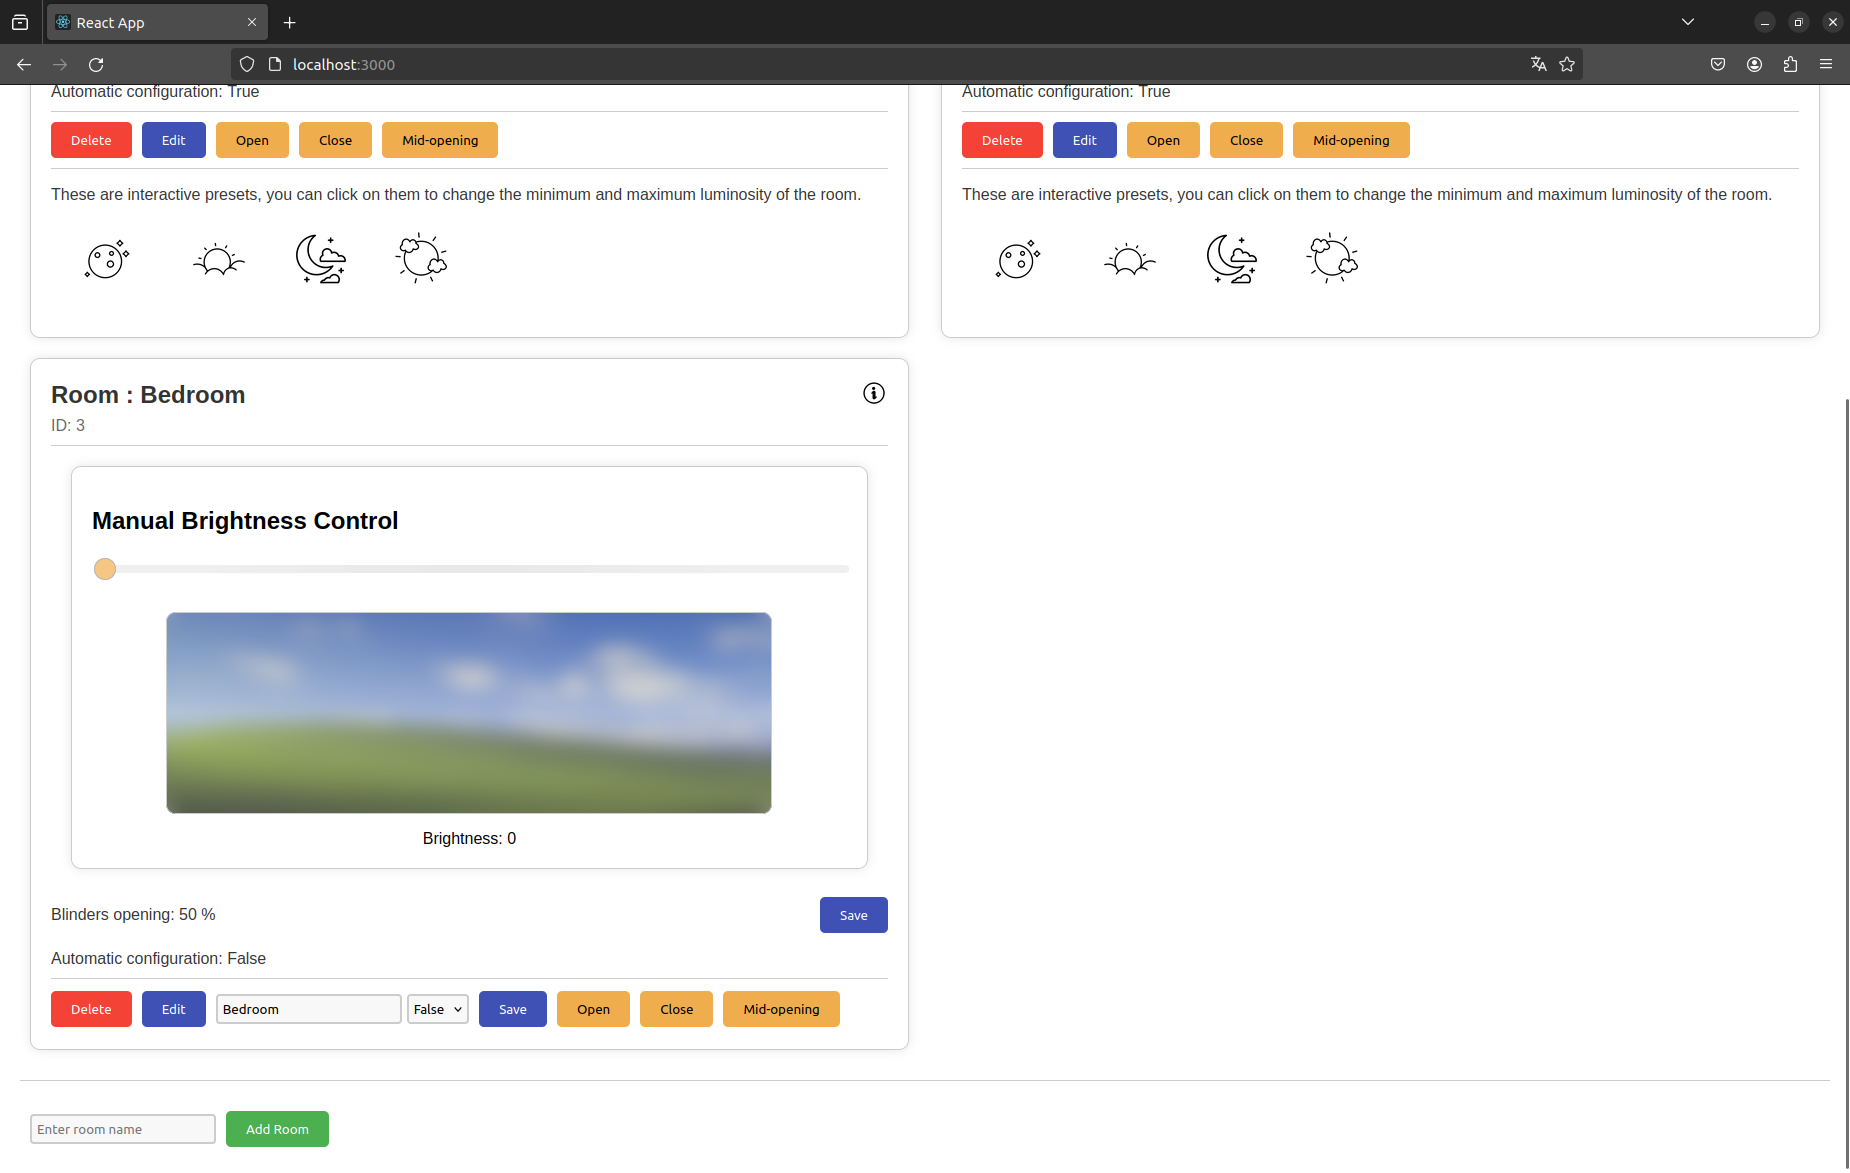 React App
localhost:3000
Automatic configuration: True
Delete Edit Open Close Mid-opening
These are interactive presets, you can click on them to change the minimum and maximum luminosity of the room.
Automatic configuration: True
Delete Edit Open Close Mid-opening
These are interactive presets, you can click on them to change the minimum and maximum luminosity of the room.
Room : Bedroom
ID: 3
Manual Brightness Control
Brightness: 0
Blinders opening: 50 %
Save
Automatic configuration: False
Delete Edit Bedroom False Save Open Close Mid-opening
Enter room name Add Room